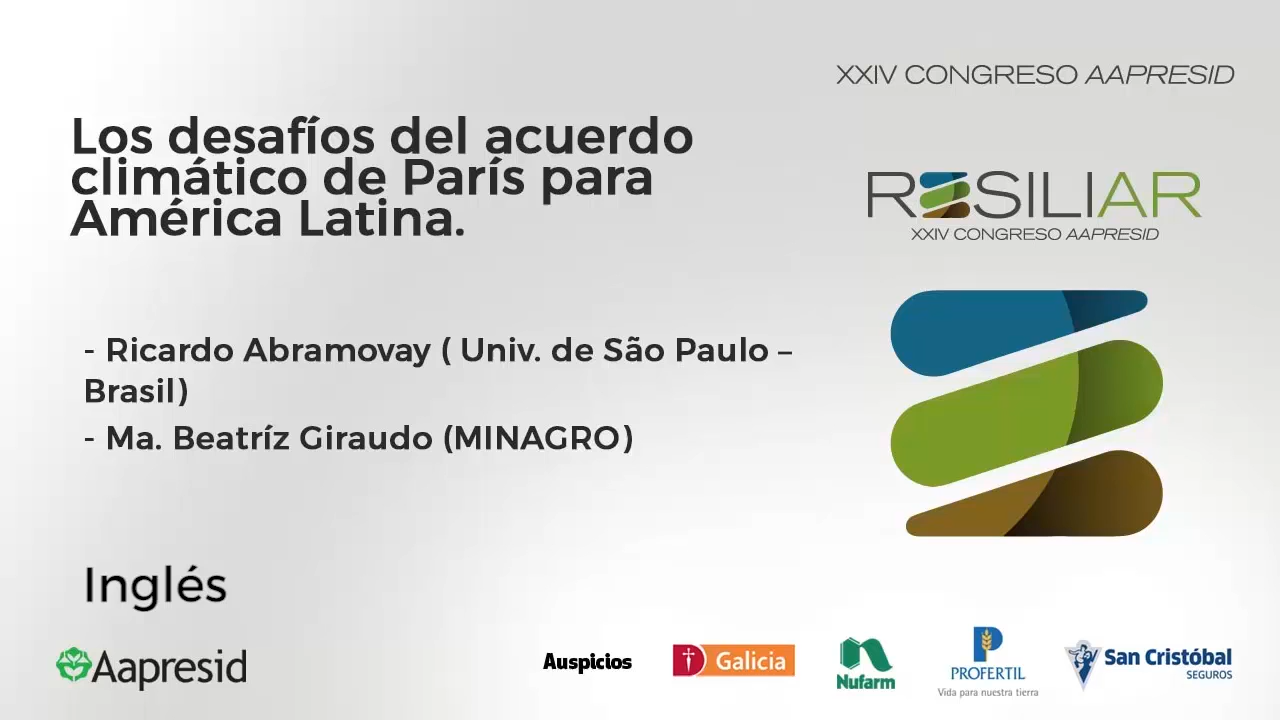 XXIV CONGRESO AAPRESID
Los desafíos del acuerdo
climático de París para
América Latina.
RESILIAR
XXIV CONGRESO AAPRESID
- Ricardo Abramovay ( Univ. de São Paulo –
Brasil)
- Ma. Beatríz Giraudo (MINAGRO)
Inglés
Aapresid
Auspicios
Galicia
Nufarm
PROFERTIL
Vida para nuestra tierra
San Cristóbal
SEGUROS